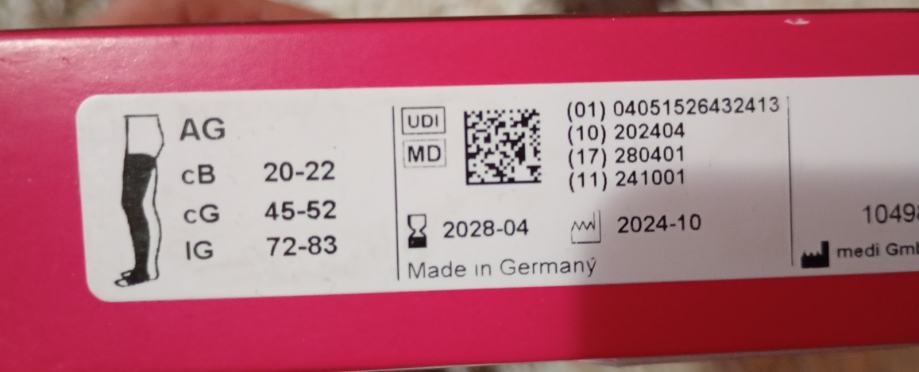 AG
cB 20-22
cG 45-52
lG 72-83
UDI
MD
(01) 04051526432413
(10) 202404
(17) 280401
(11) 241001
2028-04
2024-10
Made in Germany
medi